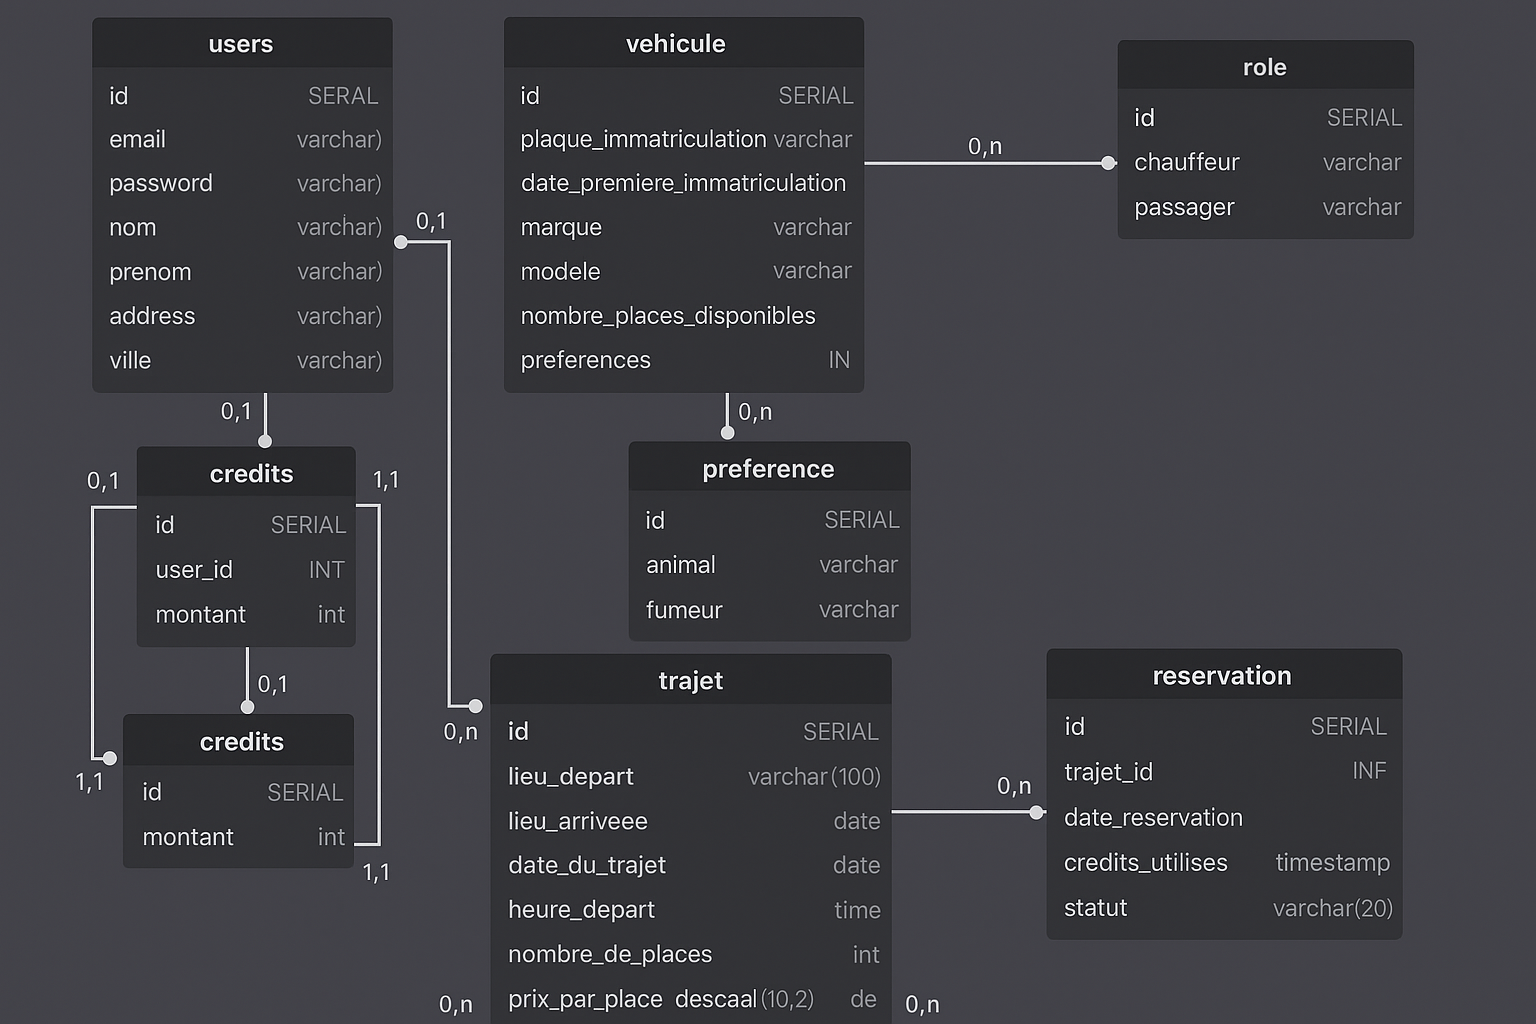 users
id SERAL
email varchar)
password varchar)
nom varchar)
prenom varchar)
address varchar)
ville varchar)
0,1
0,1
vehicule
id SERIAL
plaque_immatriculation varchar
date_premiere_immatriculation
marque varchar
modele varchar
nombre_places_disponibles
preferences IN
0,n
0,n
role
id SERIAL
chauffeur varchar
passager varchar
0,1
1,1
credits
id SERIAL
user_id INT
montant int
0,1
1,1
credits
id SERIAL
montant int
1,1
preference
id SERIAL
animal varchar
fumeur varchar
0,n
trajet
id SERIAL
lieu_depart varchar(100)
lieu_arriveee date
date_du_trajet date
heure_depart time
nombre_de_places int
prix_par_place descaal(10,2) de
0,n
0,n
0,n
reservation
id SERIAL
trajet_id INF
date_reservation
credits_utilises timestamp
statut varchar(20)